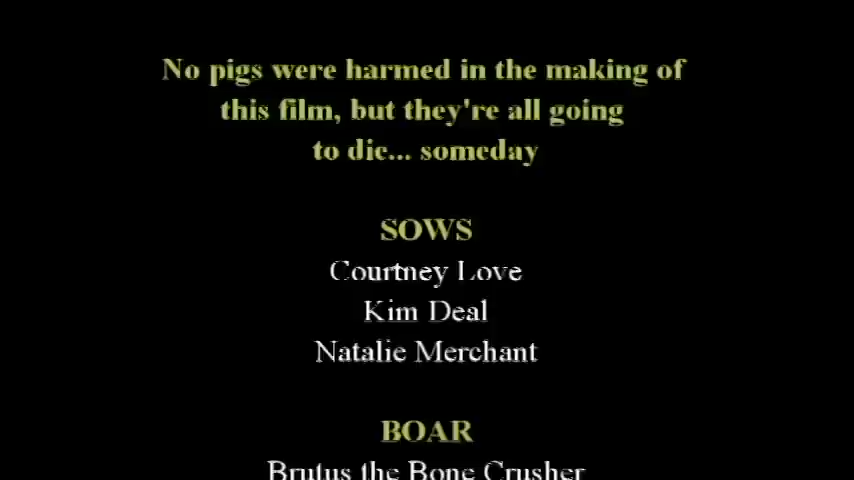 No pigs were harmed in the making of
this film, but they're all going
to die... someday
SOWS
Courtney Love
Kim Deal
Natalie Merchant
BOAR
Brutus the Bone Crusher